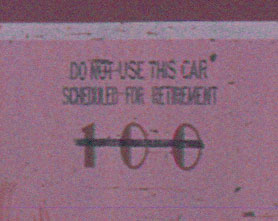 DO NOT USE THIS CAR
SCHEDULED FOR RETIREMENT
100